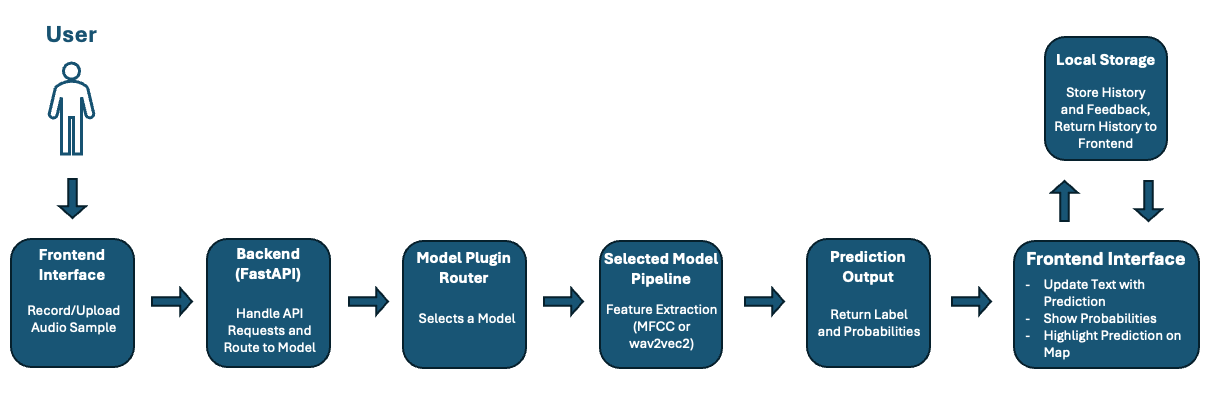 User
Frontend
Interface
Record/Upload
Audio Sample
Backend
(FastAPI)
Handle API
Requests and
Route to Model
Model Plugin
Router
Selects a Model
Selected Model
Pipeline
Feature Extraction
(MFCC or
wav2vec2)
Prediction
Output
Return Label
and Probabilities
Local Storage
Store History
and Feedback,
Return History to
Frontend
Frontend Interface
- Update Text with
Prediction
- Show Probabilities
- Highlight Prediction on
Map